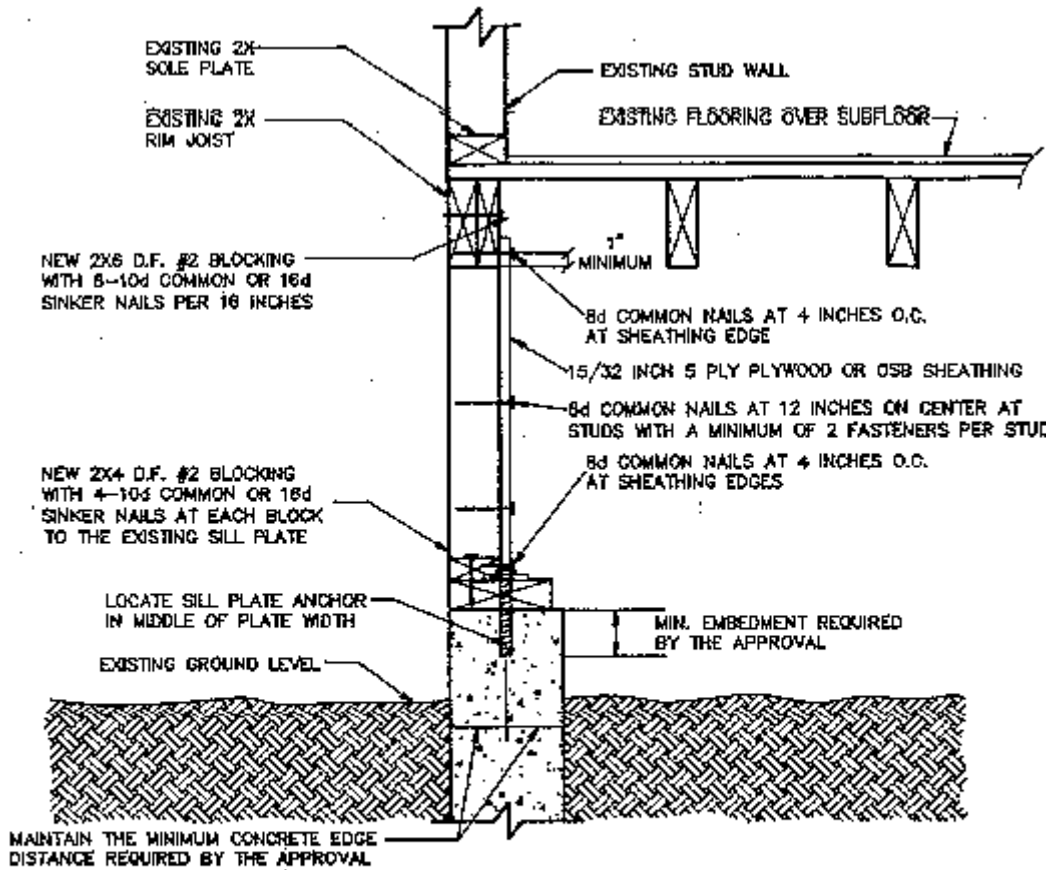 EXISTING 2X
SOLE PLATE
EXISTING STUD WALL
EXISTING 2X
RIM JOIST
EXISTING FLOORING OVER SUBFLOOR
NEW 2X6 D.F. #2 BLOCKING
WITH 6-10d COMMON OR 16d
SINKER NAILS PER 16 INCHES
1"
MINIMUM
8d COMMON NAILS AT 4 INCHES O.C.
AT SHEATHING EDGE
15/32 INCH 5 PLY PLYWOOD OR OSB SHEATHING
8d COMMON NAILS AT 12 INCHES ON CENTER AT
STUDS WITH A MINIMUM OF 2 FASTENERS PER STUD
8d COMMON NAILS AT 4 INCHES O.C.
AT SHEATHING EDGES
NEW 2X4 D.F. #2 BLOCKING
WITH 4-10d COMMON OR 16d
SINKER NAILS AT EACH BLOCK
TO THE EXISTING SILL PLATE
LOCATE SILL PLATE ANCHOR
IN MIDDLE OF PLATE WIDTH
MIN. EMBEDMENT REQUIRED
BY THE APPROVAL
EXISTING GROUND LEVEL
MAINTAIN THE MINIMUM CONCRETE EDGE
DISTANCE REQUIRED BY THE APPROVAL